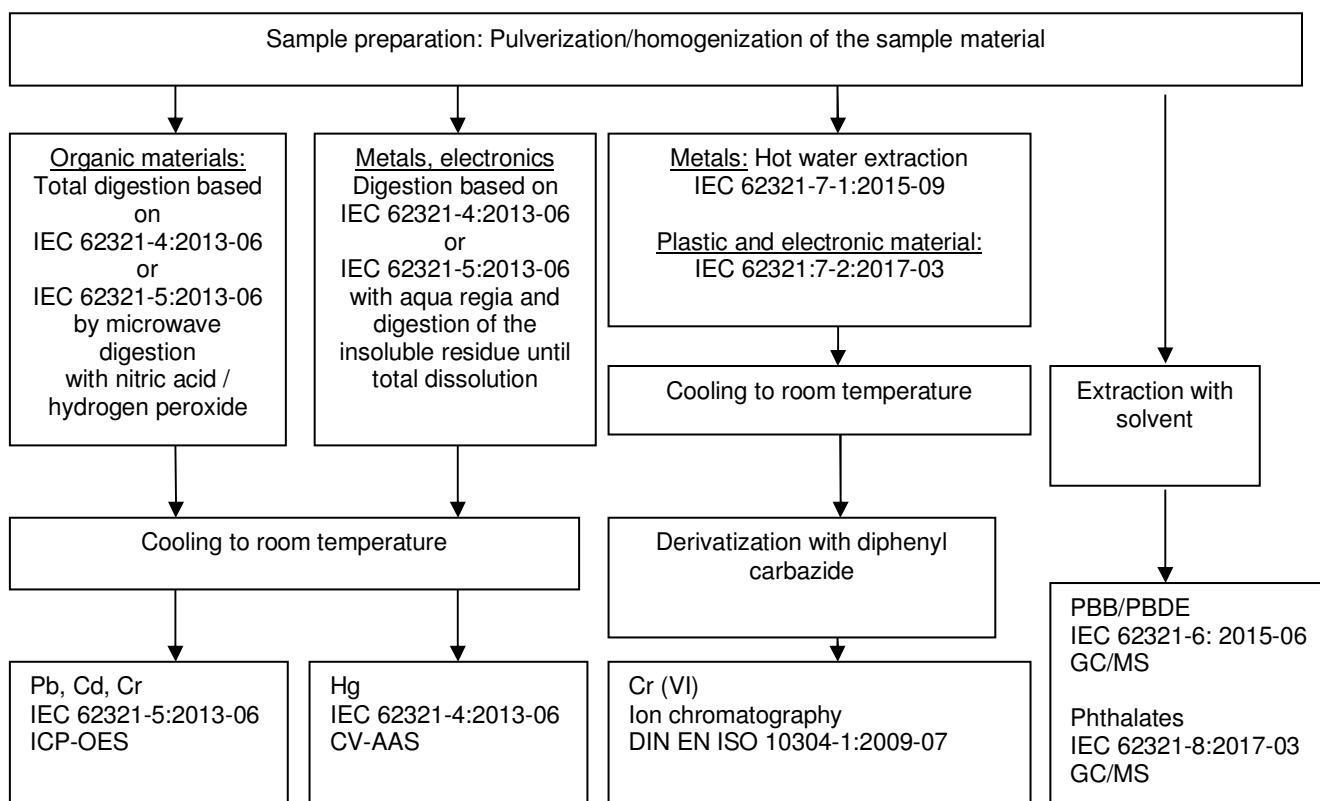 Sample preparation: Pulverization/homogenization of the sample material
Organic materials:
Total digestion based
on
IEC 62321-4:2013-06
or
IEC 62321-5:2013-06
by microwave
digestion
with nitric acid /
hydrogen peroxide
Metals, electronics
Digestion based on
IEC 62321-4:2013-06
or
IEC 62321-5:2013-06
with aqua regia and
digestion of the
insoluble residue until
total dissolution
Metals: Hot water extraction
IEC 62321-7-1:2015-09
Plastic and electronic material:
IEC 62321:7-2:2017-03
Cooling to room temperature
Extraction with
solvent
Cooling to room temperature
Derivatization with diphenyl
carbazide
Pb, Cd, Cr
IEC 62321-5:2013-06
ICP-OES
Hg
IEC 62321-4:2013-06
CV-AAS
Cr (VI)
Ion chromatography
DIN EN ISO 10304-1:2009-07
PBB/PBDE
IEC 62321-6: 2015-06
GC/MS
Phthalates
IEC 62321-8:2017-03
GC/MS